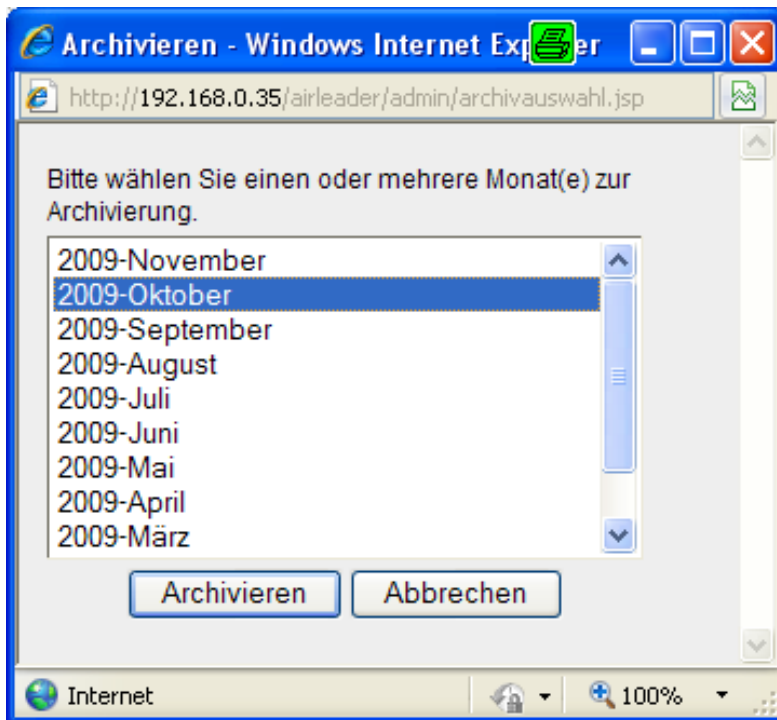 Archivieren - Windows Internet Exp er
http://192.168.0.35/airleader/admin/archivauswahl.jsp
Bitte wählen Sie einen oder mehrere Monat(e) zur
Archivierung.
2009-November
2009-Oktober
2009-September
2009-August
2009-Juli
2009-Juni
2009-Mai
2009-April
2009-März
Archivieren Abbrechen
Internet 100%